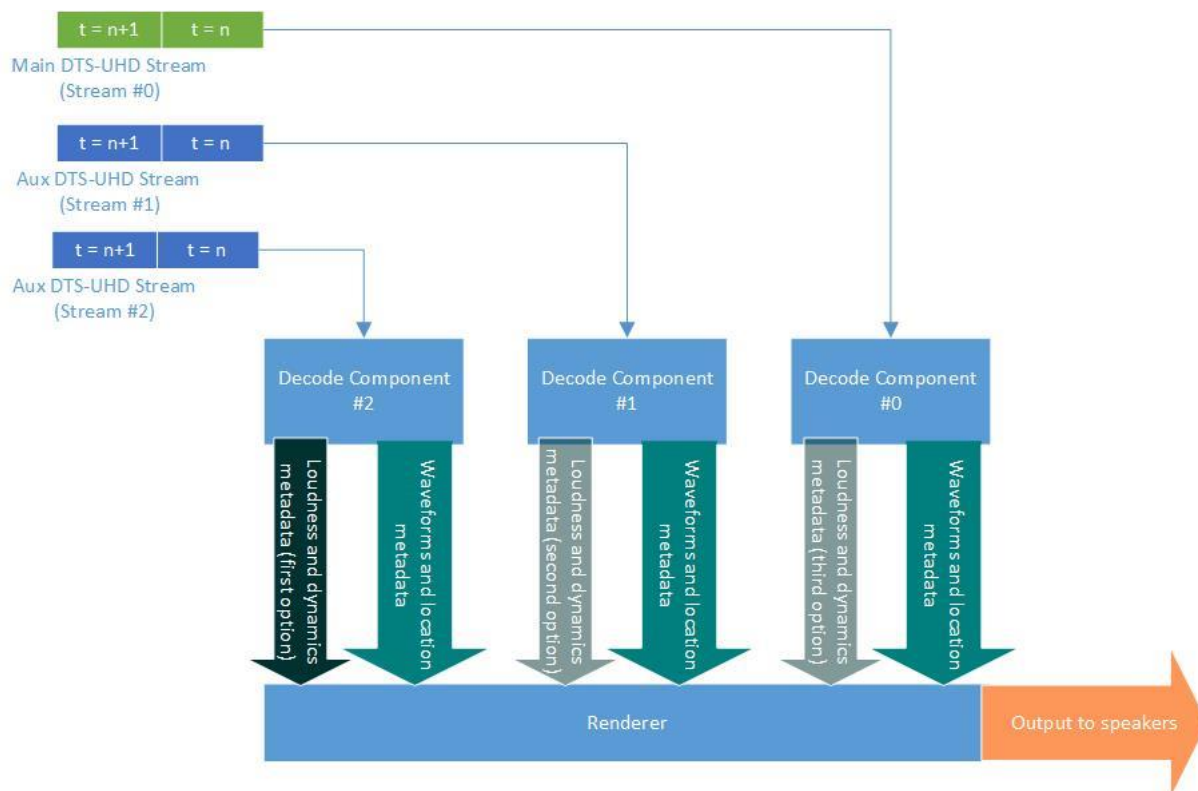 t = n+1 t = n
Main DTS-UHD Stream
(Stream #0)
t = n+1 t = n
Aux DTS-UHD Stream
(Stream #1)
t = n+1 t = n
Aux DTS-UHD Stream
(Stream #2)
Decode Component
#2
Decode Component
#1
Decode Component
#0
Loudness and dynamics
metadata (first option)
Waveforms and location
metadata
Loudness and dynamics
metadata (second option)
Waveforms and location
metadata
Loudness and dynamics
metadata (third option)
Waveforms and location
metadata
Renderer
Output to speakers